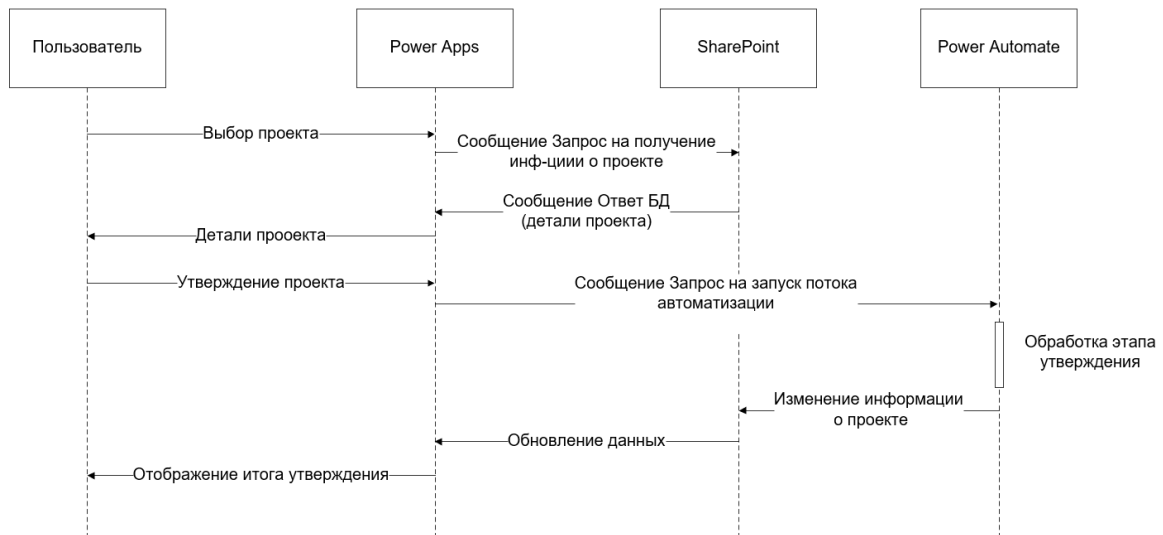 Пользователь
Power Apps
SharePoint
Power Automate
Выбор проекта
Сообщение Запрос на получение
инф-циии о проекте
Сообщение Ответ БД
(детали проекта)
Детали прооекта
Утверждение проекта
Сообщение Запрос на запуск потока
автоматизации
Обработка этапа
утверждения
Изменение информации
о проекте
Обновление данных
Отображение итога утверждения